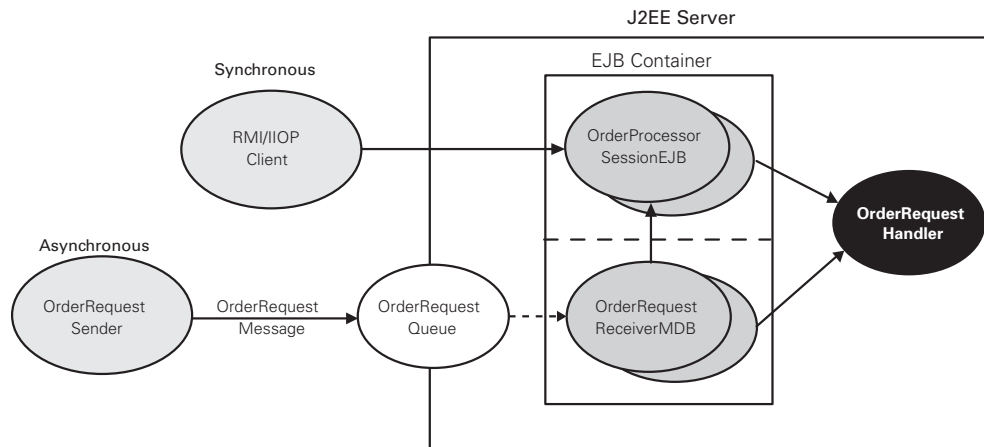 J2EE Server
EJB Container
Synchronous
RMI/IIOP
Client
OrderProcessor
SessionEJB
OrderRequest
Handler
Asynchronous
OrderRequest
Sender
OrderRequest
Message
OrderRequest
Queue
OrderRequest
ReceiverMDB